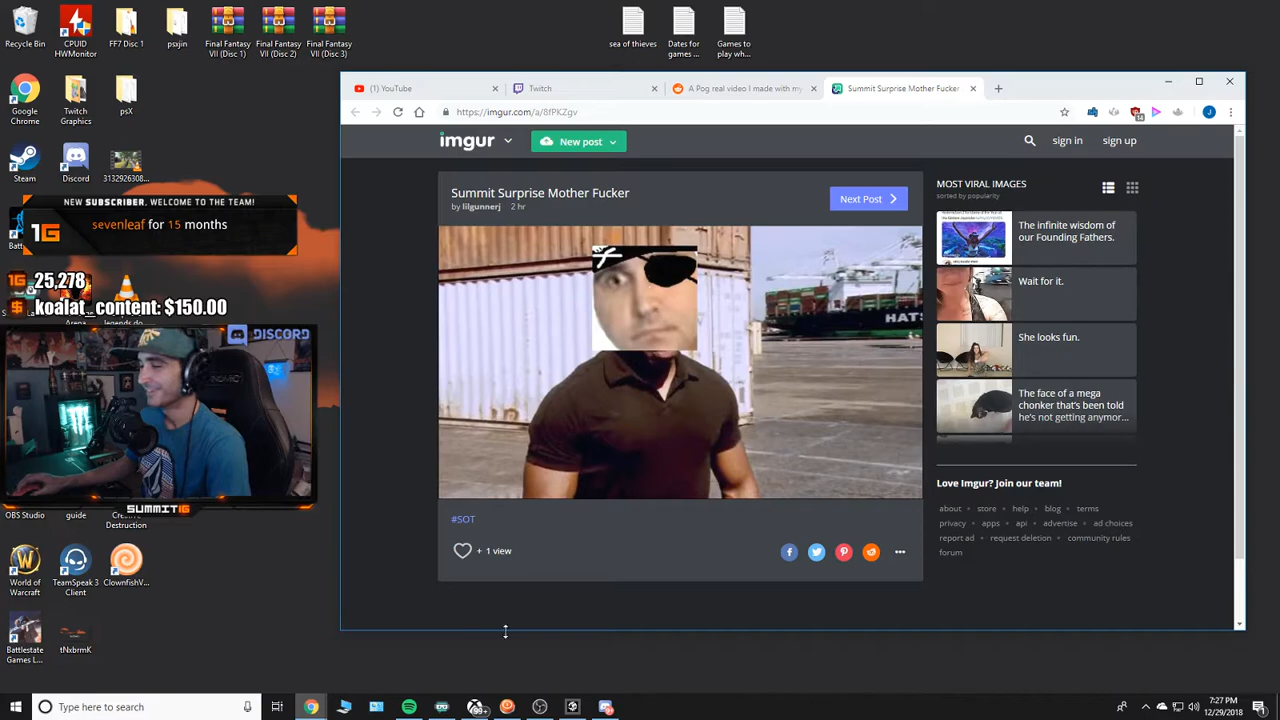 Recycle Bin
CPUID HWMonitor
FF7 Disc 1
psxjin
Final Fantasy VII (Disc 1)
Final Fantasy VII (Disc 2)
Final Fantasy VII (Disc 3)
sea of thieves
Dates for games ...
Games to play wh...
Google Chrome
Twitch Graphics
psX
Steam
Discord
3132926308...
(1) YouTube
Twitch
A Pog real video I made with my
Summit Surprise Mother Fucker
https://imgur.com/a/8fPKZgv
J
imgur
New post
sign in
sign up
Summit Surprise Mother Fucker
by lilgunnerj 2 hr
Next Post
MOST VIRAL IMAGES
sorted by popularity
The infinite wisdom of
our Founding Fathers.
Wait for it.
She looks fun.
The face of a mega
chonker that's been told
he's not getting anymor...
HATS
#SOT
+ 1 view
Love Imgur? Join our team!
about • store • help • blog • terms
privacy • apps • api • advertise • ad choices
report ad • request deletion • community rules
forum
NEW SUBSCRIBER. WELCOME TO THE TEAM!
1G
sevenleaf for 15 months
25,278
koalat_content: $150.00
DISCORD
SUMMIT1G
OBS Studio
guide
Creative Destruction
World of Warcraft
TeamSpeak 3 Client
ClownfishV...
Battlestate Games L...
tNxbrmK
Type here to search
99+
7:27 PM
12/29/2018